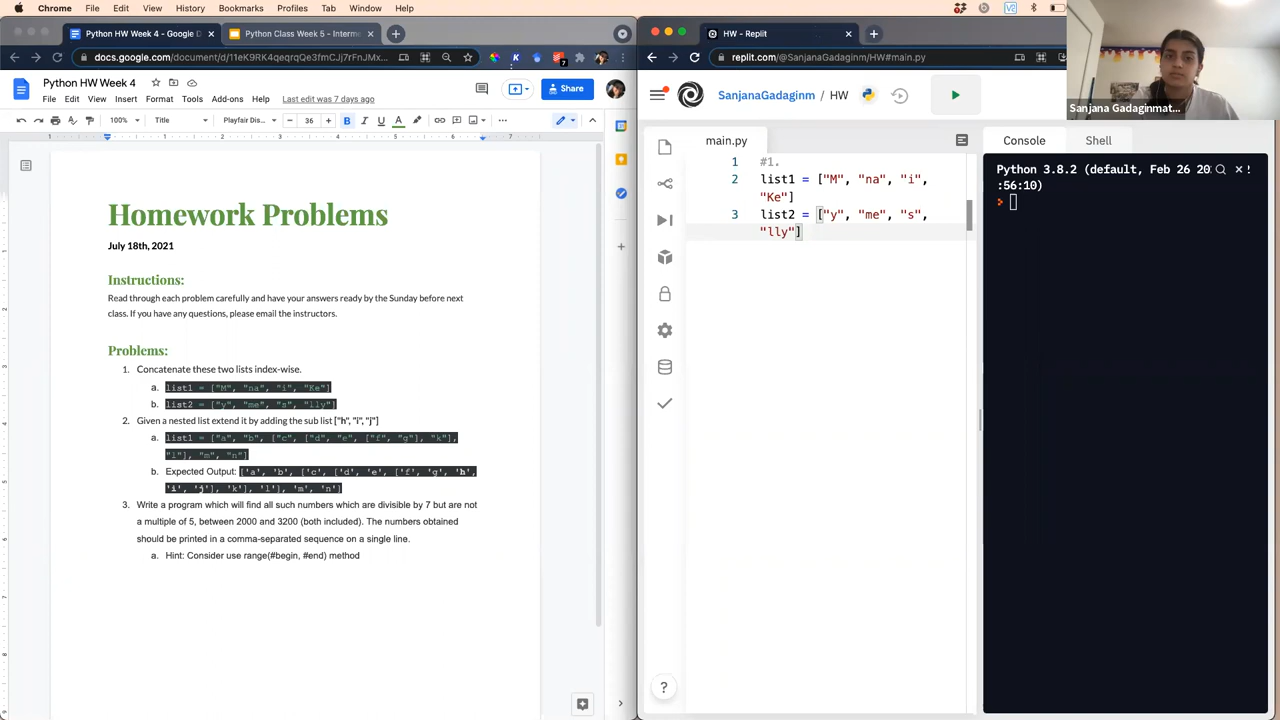 Chrome File Edit View History Bookmarks Profiles Tab Window Help
Python HW Week 4 - Google D
Python Class Week 5 - Interme
docs.google.com/document/d/11eK9RK4qeqrqQe3fmCJj7rFnJMx...
Python HW Week 4
File Edit View Insert Format Tools Add-ons Help Last edit was 7 days ago
Share
100% Title Playfair Dis... 36 B I U A
Homework Problems
July 18th, 2021
Instructions:
Read through each problem carefully and have your answers ready by the Sunday before next
class. If you have any questions, please email the instructors.
Problems:
1. Concatenate these two lists index-wise.
a. list1 = ["M", "na", "i", "Ke"]
b. list2 = ["y", "me", "s", "lly"]
2. Given a nested list extend it by adding the sub list ["h", "i", "j"]
a. list1 = ["a", "b", ["c", ["d", "e", ["f", "g"], "k"],
"l"], "m", "n"]
b. Expected Output: ['a', 'b', ['c', ['d', 'e', ['f', 'g', 'h',
'i', 'j'], 'k'], 'l'], 'm', 'n']
3. Write a program which will find all such numbers which are divisible by 7 but are not
a multiple of 5, between 2000 and 3200 (both included). The numbers obtained
should be printed in a comma-separated sequence on a single line.
a. Hint: Consider use range(#begin, #end) method
HW - Replit
replit.com/@SanjanaGadaginm/HW#main.py
SanjanaGadaginm / HW
main.py
1 #1.
2 list1 = ["M", "na", "i",
"Ke"]
3 list2 = ["y", "me", "s",
"lly"]
Console Shell
Python 3.8.2 (default, Feb 26 20
:56:10)
Sanjana Gadaginmat...